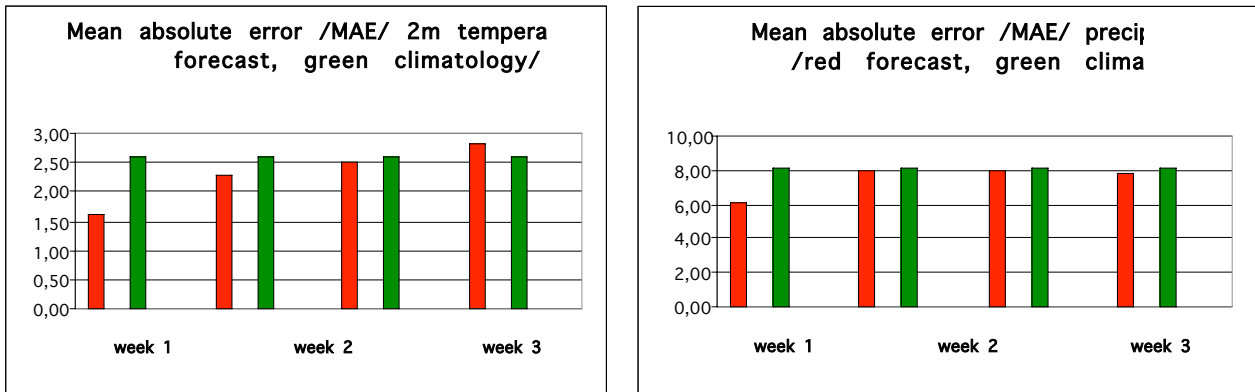 Mean absolute error /MAE/ 2m tempera
forecast, green climatology/
3,00
2,50
2,00
1,50
1,00
0,50
0,00
week 1 week 2 week 3
Mean absolute error /MAE/ precip
/red forecast, green clima
10,00
8,00
6,00
4,00
2,00
0,00
week 1 week 2 week 3